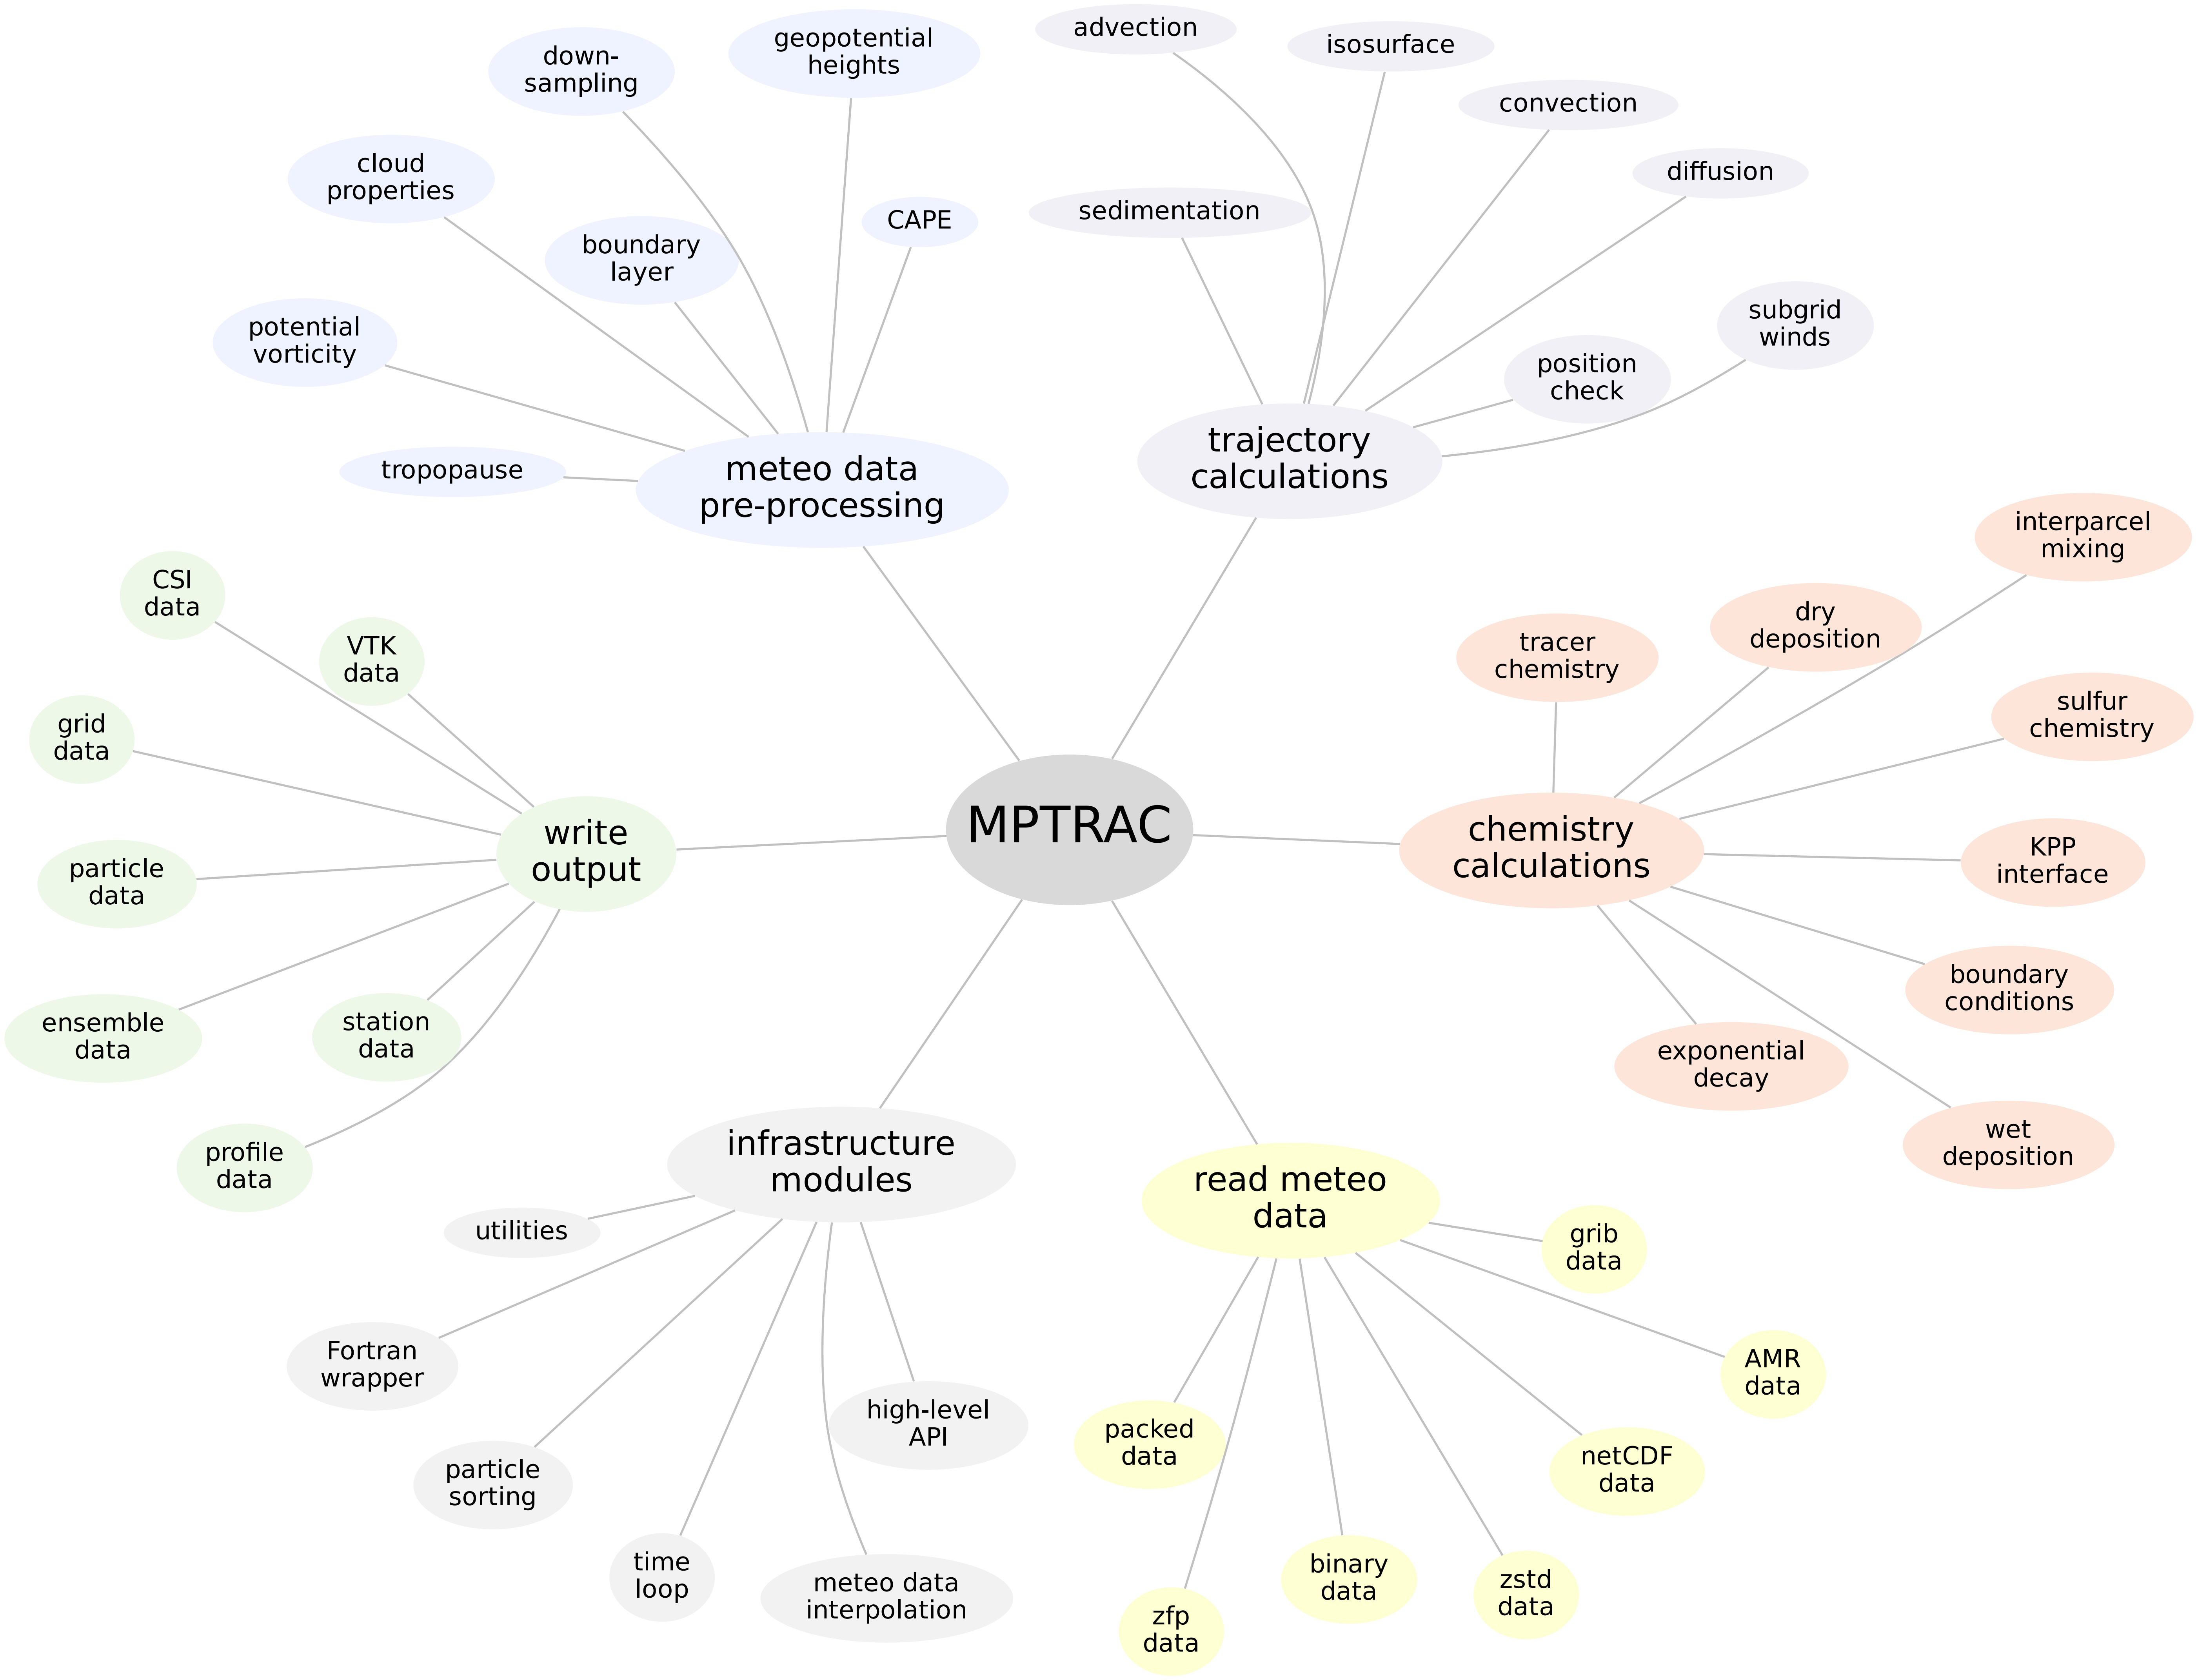 advection
geopotential
heights
isosurface
down-
sampling
convection
cloud
properties
diffusion
sedimentation
CAPE
boundary
layer
subgrid
winds
potential
vorticity
position
check
trajectory
calculations
tropopause
meteo data
pre-processing
interparcel
mixing
CSI
data
dry
deposition
VTK
data
tracer
chemistry
sulfur
chemistry
grid
data
MPTRAC
write
output
chemistry
calculations
KPP
interface
particle
data
boundary
conditions
ensemble
data
station
data
exponential
decay
wet
deposition
profile
data
infrastructure
modules
read meteo
data
utilities
grib
data
Fortran
wrapper
AMR
data
high-level
API
packed
data
netCDF
data
particle
sorting
time
loop
meteo data
interpolation
binary
data
zstd
data
zfp
data